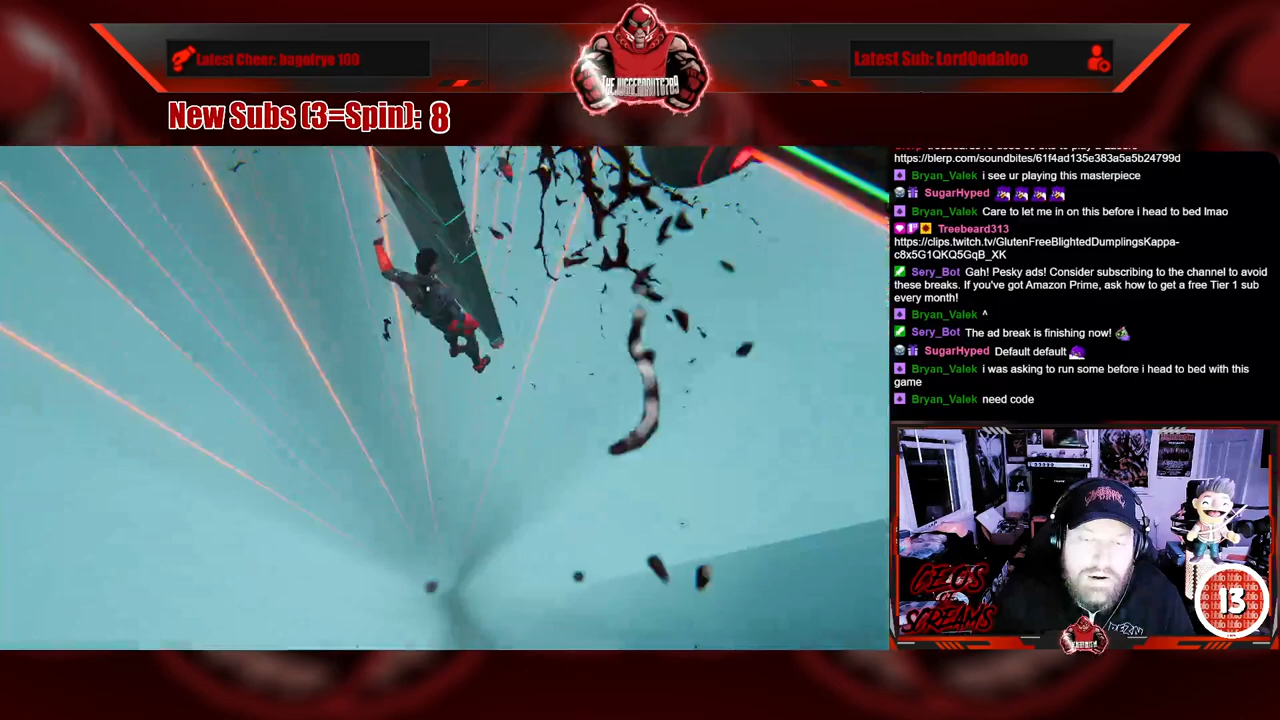 Latest Cheer: bagofrye 100
THEJUGGERNAUT6789
Latest Sub: LordOodaloo
New Subs (3=Spin): 8
https://blerp.com/soundbites/61f4ad135e383a5a5b24799d
Bryan_Valek i see ur playing this masterpiece
SugarHyped
Bryan_Valek Care to let me in on this before i head to bed lmao
Treebeard313
https://clips.twitch.tv/GlutenFreeBlightedDumplingsKappa-
c8x5G1QKQ5GqB_XK
Sery_Bot Gah! Pesky ads! Consider subscribing to the channel to avoid
these breaks. If you've got Amazon Prime, ask how to get a free Tier 1 sub
every month!
Bryan_Valek ^
Sery_Bot The ad break is finishing now!
SugarHyped Default default
Bryan_Valek i was asking to run some before i head to bed with this
game
Bryan_Valek need code
SCREAMS
13